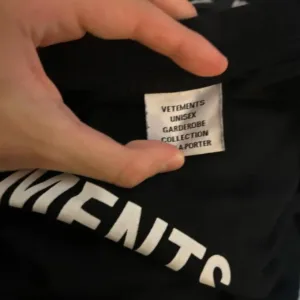 VETEMENTS
UNISEX
GARDEROBE
COLLECTION
A PORTER
MENTS